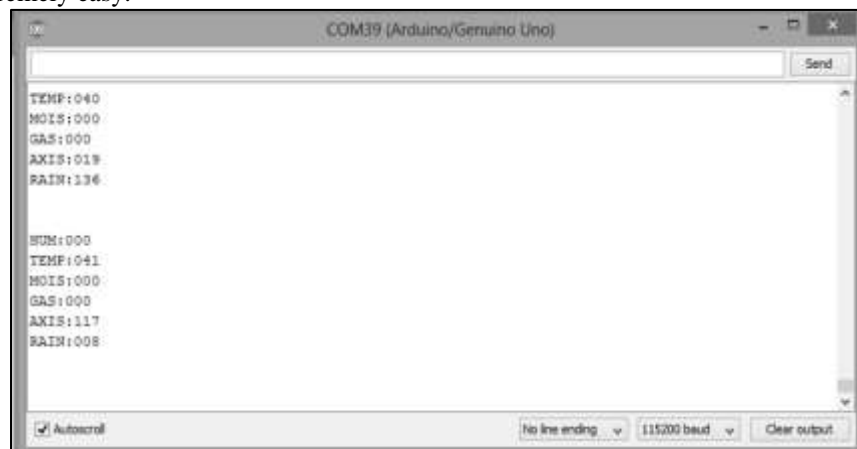 COM39 (Arduino/Genuino Uno)
Send
TEMP:040
MOIS:000
GAS:000
AXIS:019
RAIN:136
HUM:000
TEMP:041
MOIS:000
GAS:000
AXIS:117
RAIN:008
Autoscroll
No line ending
115200 baud
Clear output